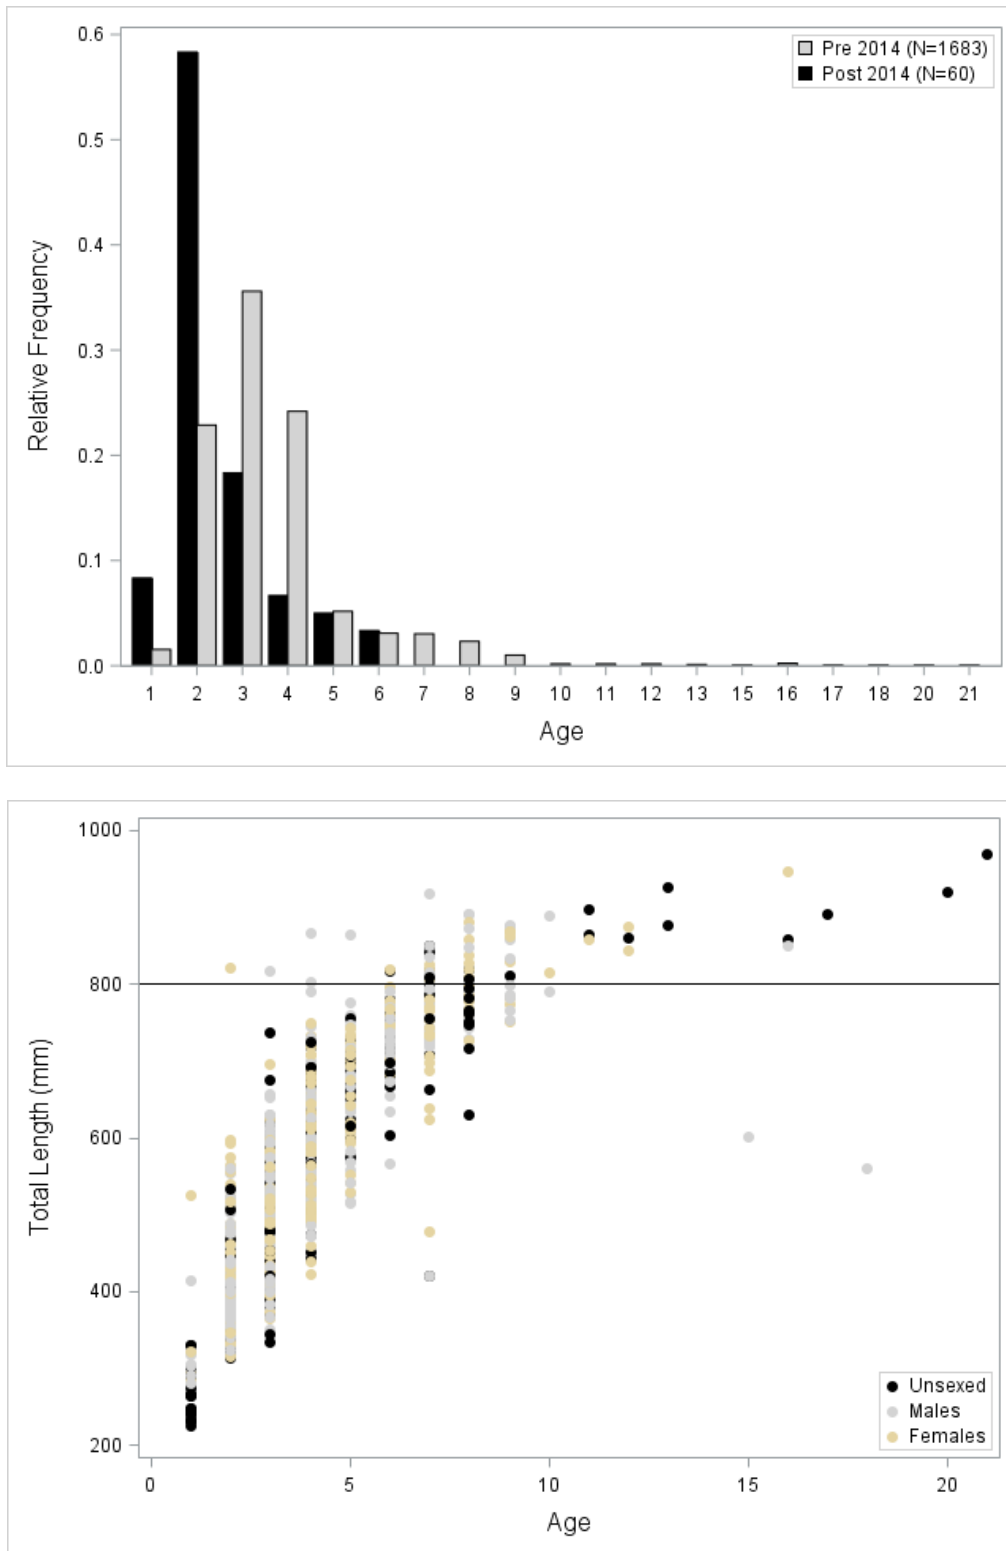 0.6
0.5
0.4
0.3
0.2
0.1
0.0
Relative Frequency
Pre 2014 (N=1683)
Post 2014 (N=60)
1 2 3 4 5 6 7 8 9 10 11 12 13 15 16 17 18 20 21
Age
1000
800
600
400
200
Total Length (mm)
Unsexed
Males
Females
0 5 10 15 20
Age